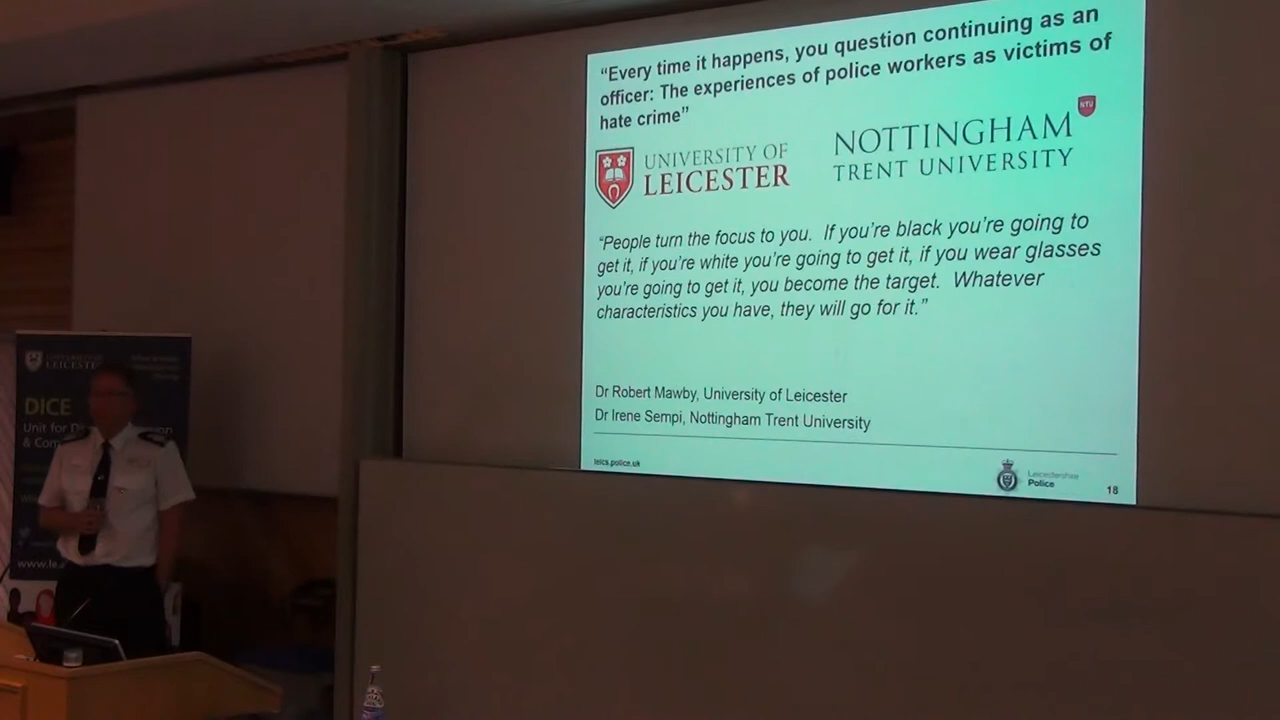 “Every time it happens, you question continuing as an
officer: The experiences of police workers as victims of
hate crime”
UNIVERSITY OF
LEICESTER
NOTTINGHAM
TRENT UNIVERSITY
NTU
“People turn the focus to you. If you’re black you’re going to
get it, if you’re white you’re going to get it, if you wear glasses
you’re going to get it, you become the target. Whatever
characteristics you have, they will go for it.”
Dr Robert Mawby, University of Leicester
Dr Irene Sempi, Nottingham Trent University
leics.police.uk
Leicestershire
Police
18
UNIVERSITY OF
LEICESTE
DICE
Unit for D
& Com
www.le.a